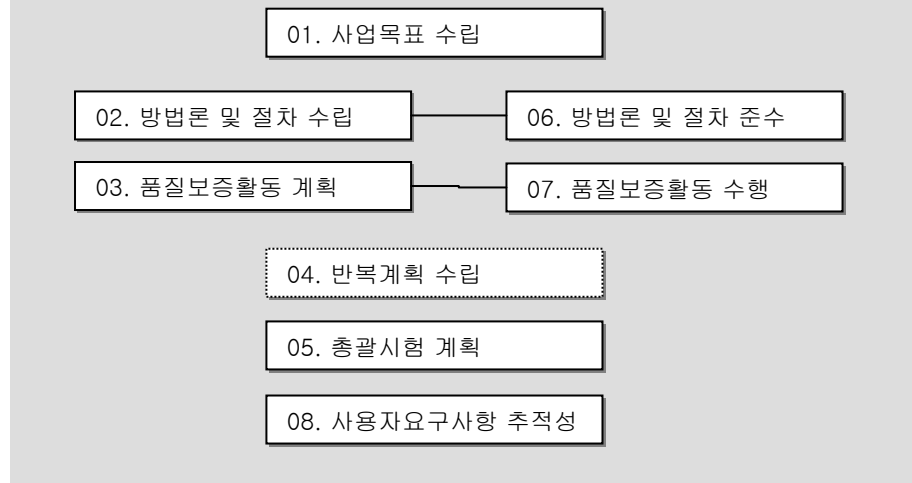 01. 사업목표 수립
02. 방법론 및 절차 수립
06. 방법론 및 절차 준수
03. 품질보증활동 계획
07. 품질보증활동 수행
04. 반복계획 수립
05. 총괄시험 계획
08. 사용자요구사항 추적성